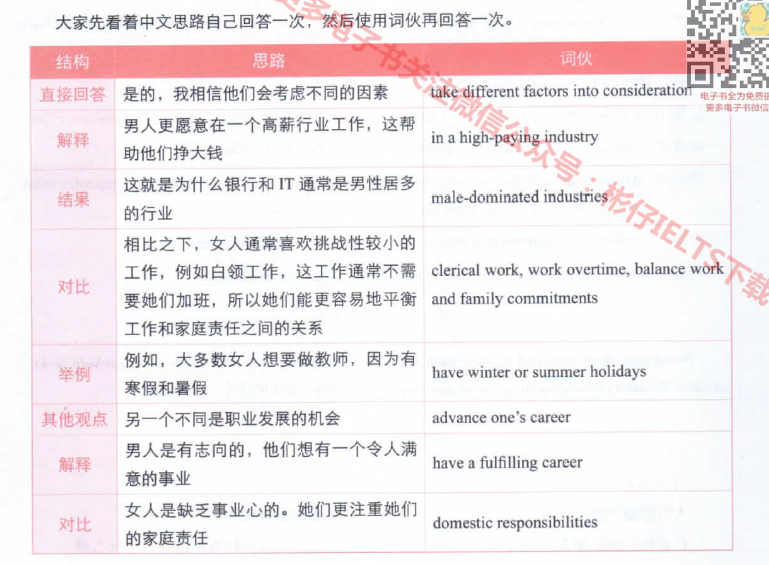 大家先看着中文思路自己回答一次，然后使用词伙再回答一次。
结构 思路 词伙
直接回答 是的，我相信他们会考虑不同的因素 take different factors into consideration
解释 男人更愿意在一个高薪行业工作，这帮
助他们挣大钱 in a high-paying industry
结果 这就是为什么银行和 IT 通常是男性居多
的行业 male-dominated industries
对比 相比之下，女人通常喜欢挑战性较小的
工作，例如白领工作，这工作通常不需
要她们加班，所以她们能更容易地平衡
工作和家庭责任之间的关系
clerical work, work overtime, balance work
and family commitments
举例 例如，大多数女人想要做教师，因为有
寒假和暑假 have winter or summer holidays
其他观点 另一个不同是职业发展的机会 advance one's career
解释 男人是有志向的，他们想有一个令人满
意的事业 have a fulfilling career
对比 女人是缺乏事业心的。她们更注重她们
的家庭责任 domestic responsibilities
更多电子书关注微信公众号：彬仔IELTS下载
电子书全为免费
更多电子书微信